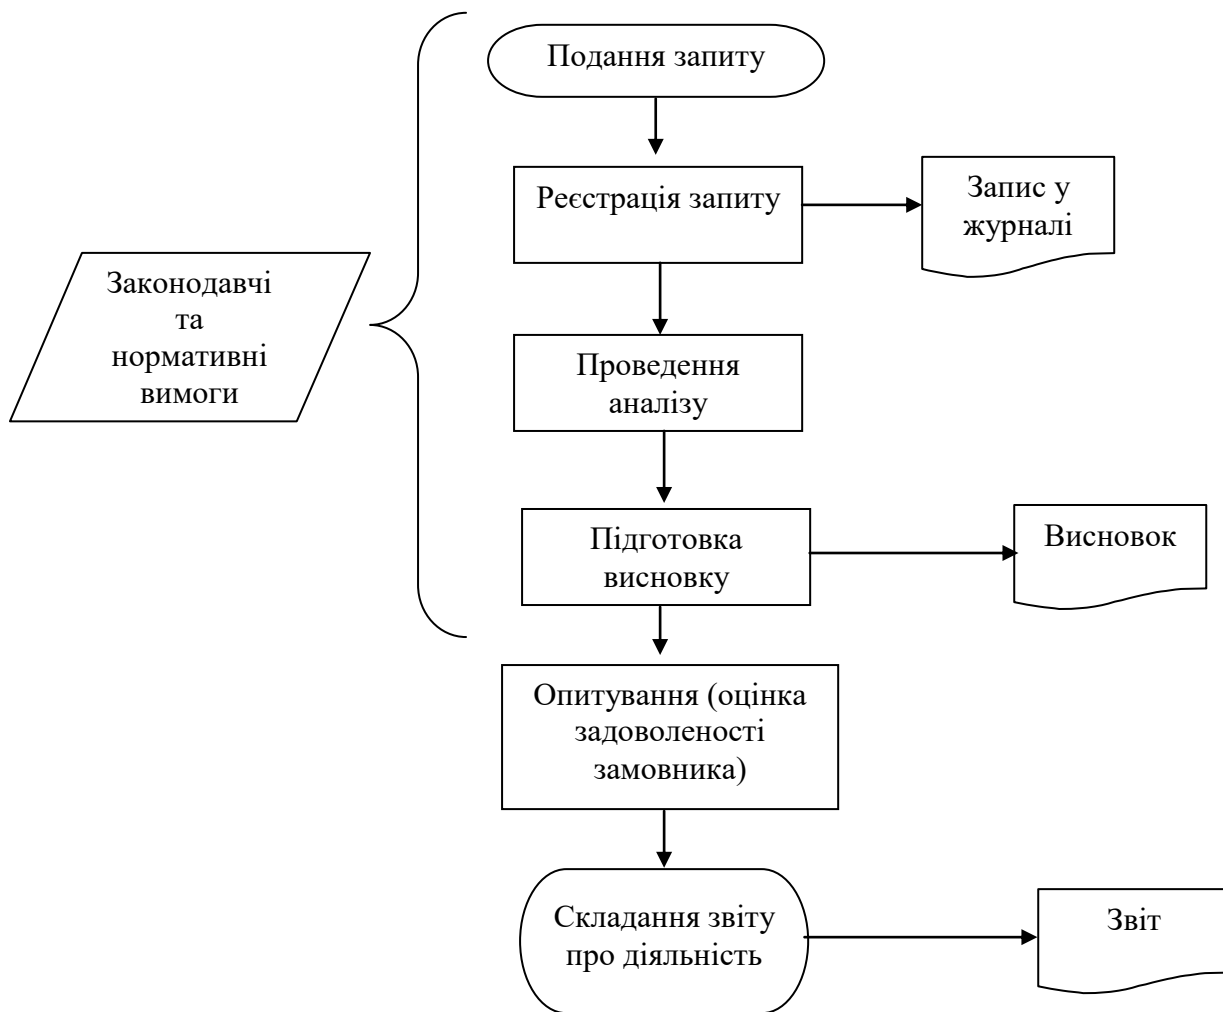 Подання запиту
Реєстрація запиту
Запис у
журналі
Законодавчі
та
нормативні
вимоги
Проведення
аналізу
Підготовка
висновку
Висновок
Опитування (оцінка
задоволеності
замовника)
Складання звіту
про діяльність
Звіт